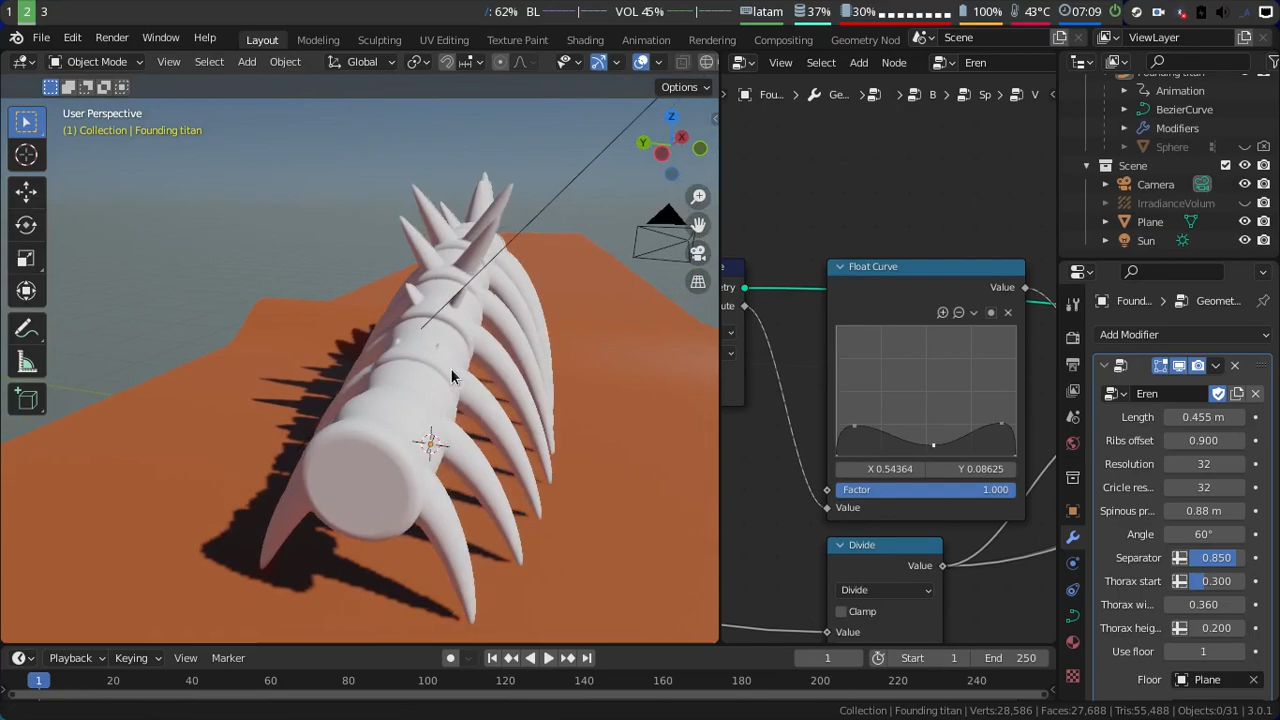 1 2 3
/: 62% BL VOL 45% latam 37% 30% 100% 43°C 07:09
File Edit Render Window Help Layout Modeling Sculpting UV Editing Texture Paint Shading Animation Rendering Compositing Geometry Nod Scene ViewLayer
Object Mode View Select Add Object Global
View Select Add Node Eren
Options
Fou... Ge... B Sp V
User Perspective
(1) Collection | Founding titan
Z
Y
X
Founding titan
Animation
BezierCurve
Modifiers
Sphere
Scene
Camera
IrradianceVolum
Plane
Sun
etry
ute
Float Curve
Value
X 0.54364 Y 0.08625
Factor 1.000
Value
Divide
Value
Divide
Clamp
Value
Found... Geomet...
Add Modifier
Eren
Length 0.455 m
Ribs offset 0.900
Resolution 32
Cricle res... 32
Spinous pr... 0.88 m
Angle 60°
Separator 0.850
Thorax start 0.300
Thorax wi... 0.360
Thorax heig... 0.200
Use floor 1
Floor Plane
Playback Keying View Marker 1 Start 1 End 250
1 20 40 60 80 100 120 140 160 180 200 220 240
Collection | Founding titan | Verts:28,586 | Faces:27,688 | Tris:55,488 | Objects:0/31 | 3.0.1